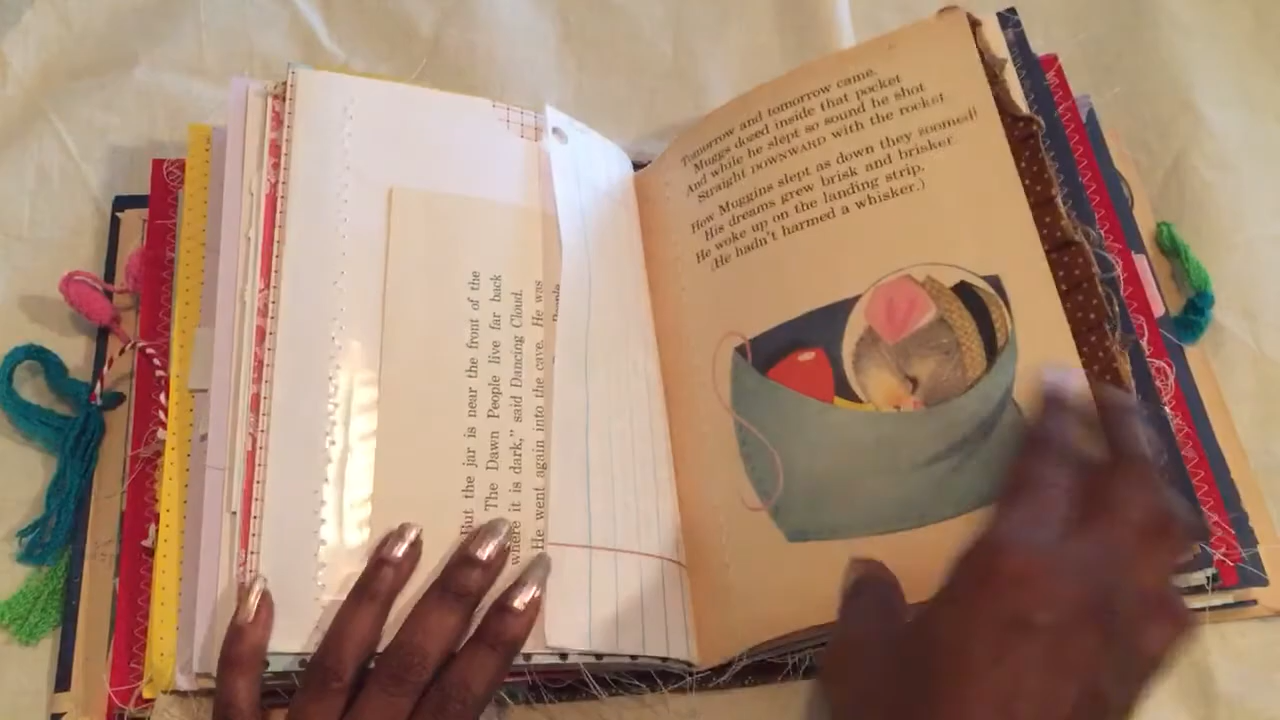 But the jar is near the front of the
The Dawn People live far back
where it is dark," said Dancing Cloud.
He went again into the cave. He was
People
Tomorrow and tomorrow came.
Muggs dozed inside that pocket
And while he slept so sound he shot
Straight DOWNWARD with the rocket.
How Muggins slept as down they zoomed!
His dreams grew brisk and brisker.
He woke up on the landing strip.
(He hadn't harmed a whisker.)